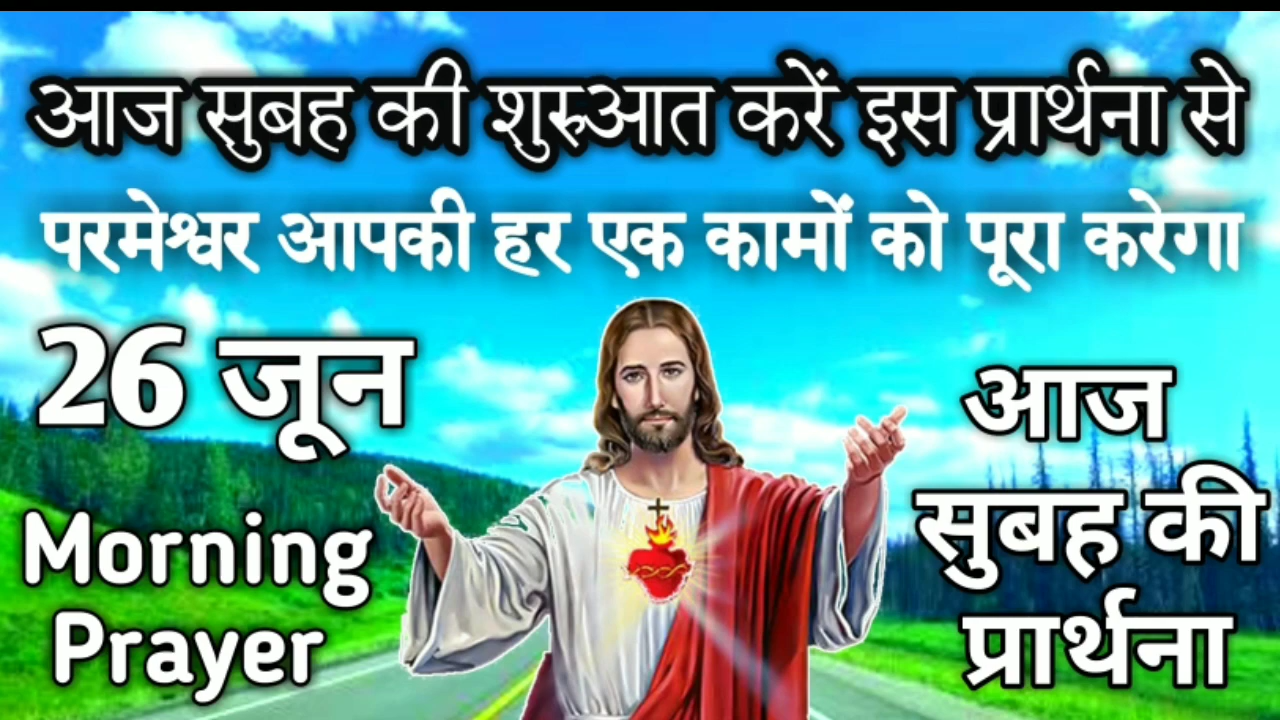 आज सुबह की शुरुआत करें इस प्रार्थना से
परमेश्वर आपकी हर एक कामों को पूरा करेगा
26 जून
Morning
Prayer
आज
सुबह की
प्रार्थना